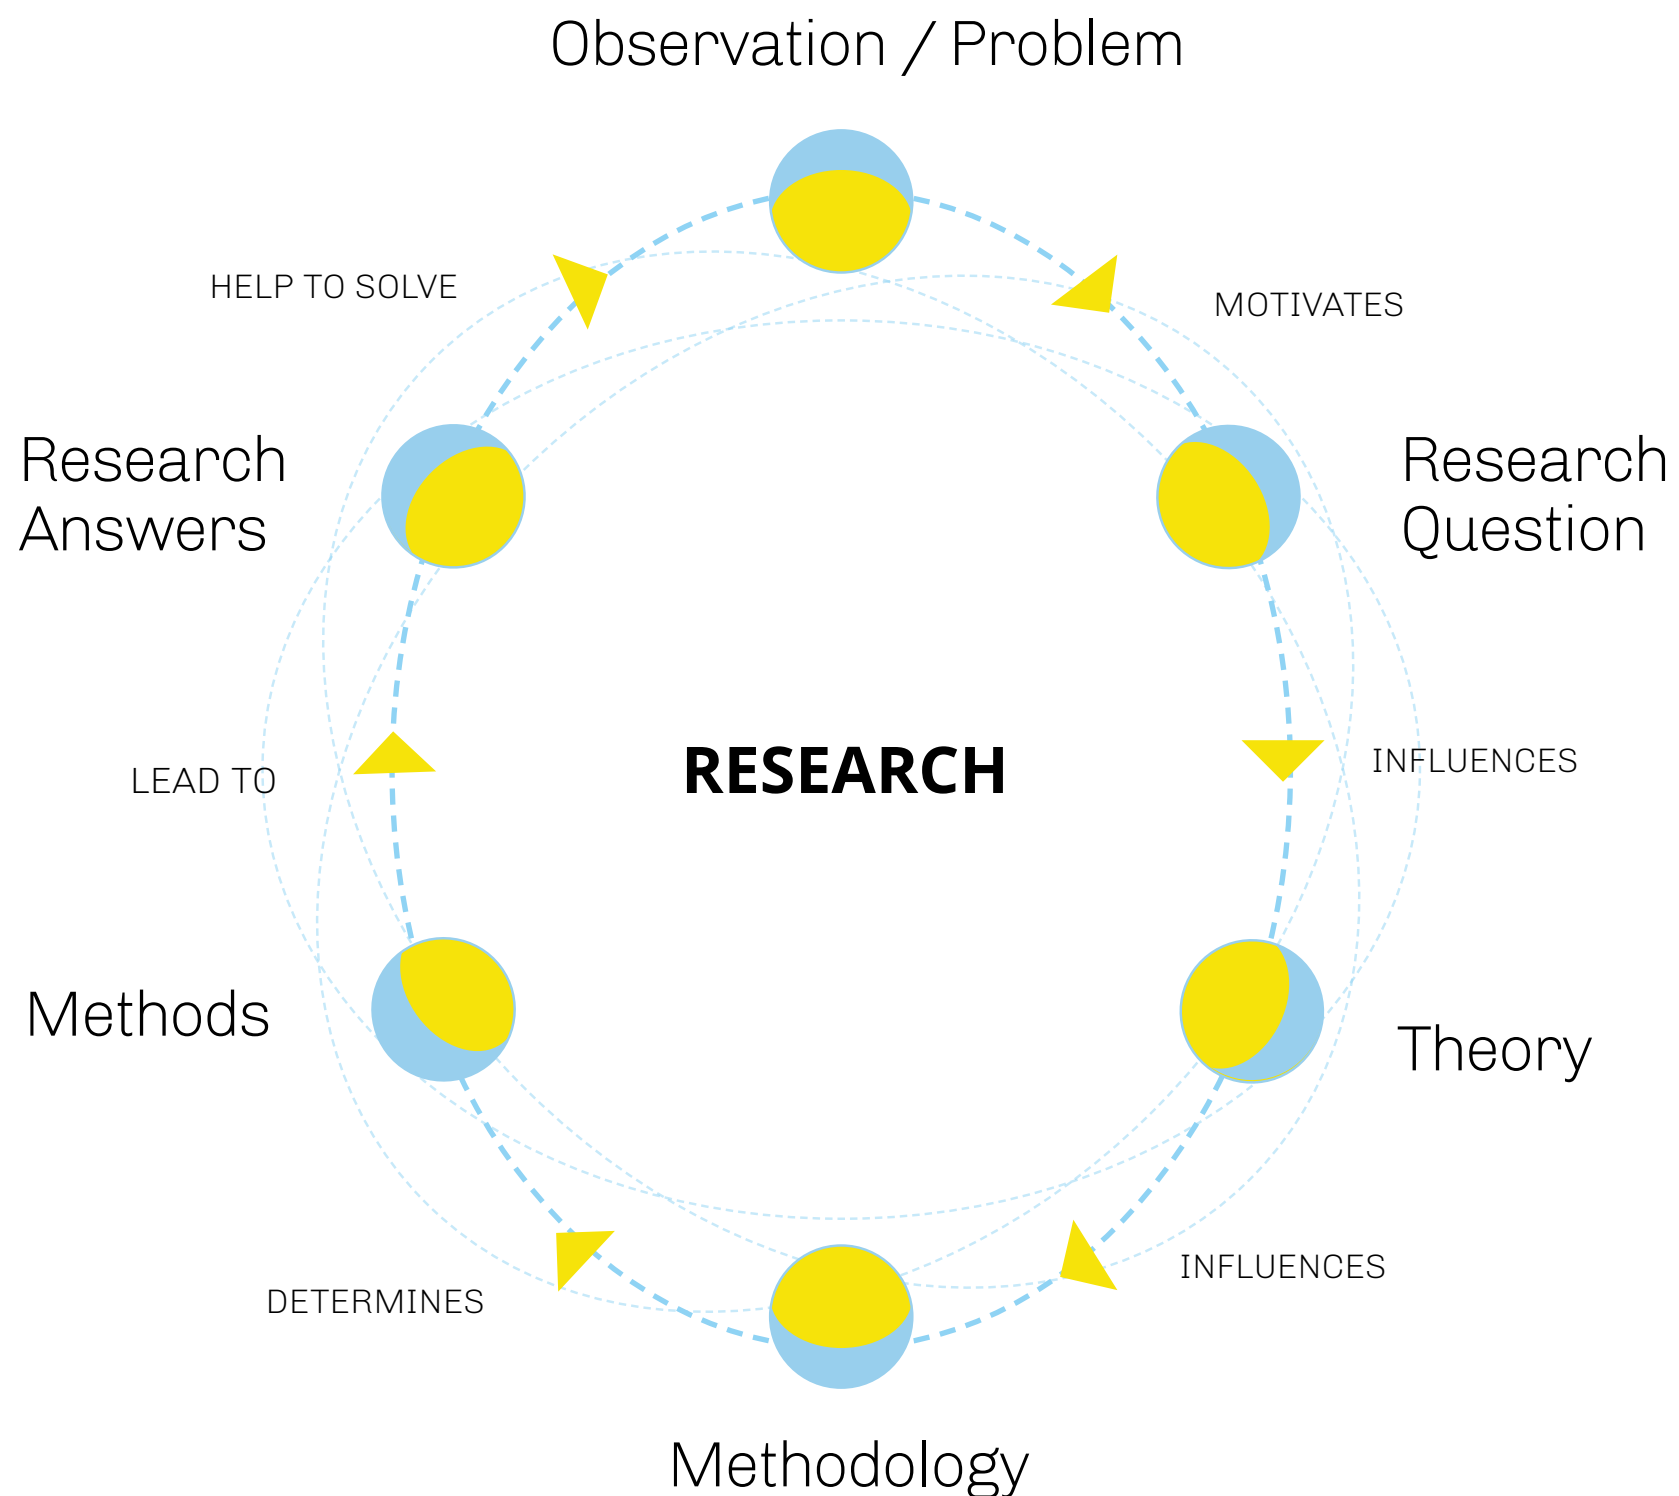 Observation / Problem
HELP TO SOLVE
MOTIVATES
Research
Answers
Research
Question
RESEARCH
LEAD TO
INFLUENCES
Methods
Theory
DETERMINES
INFLUENCES
Methodology